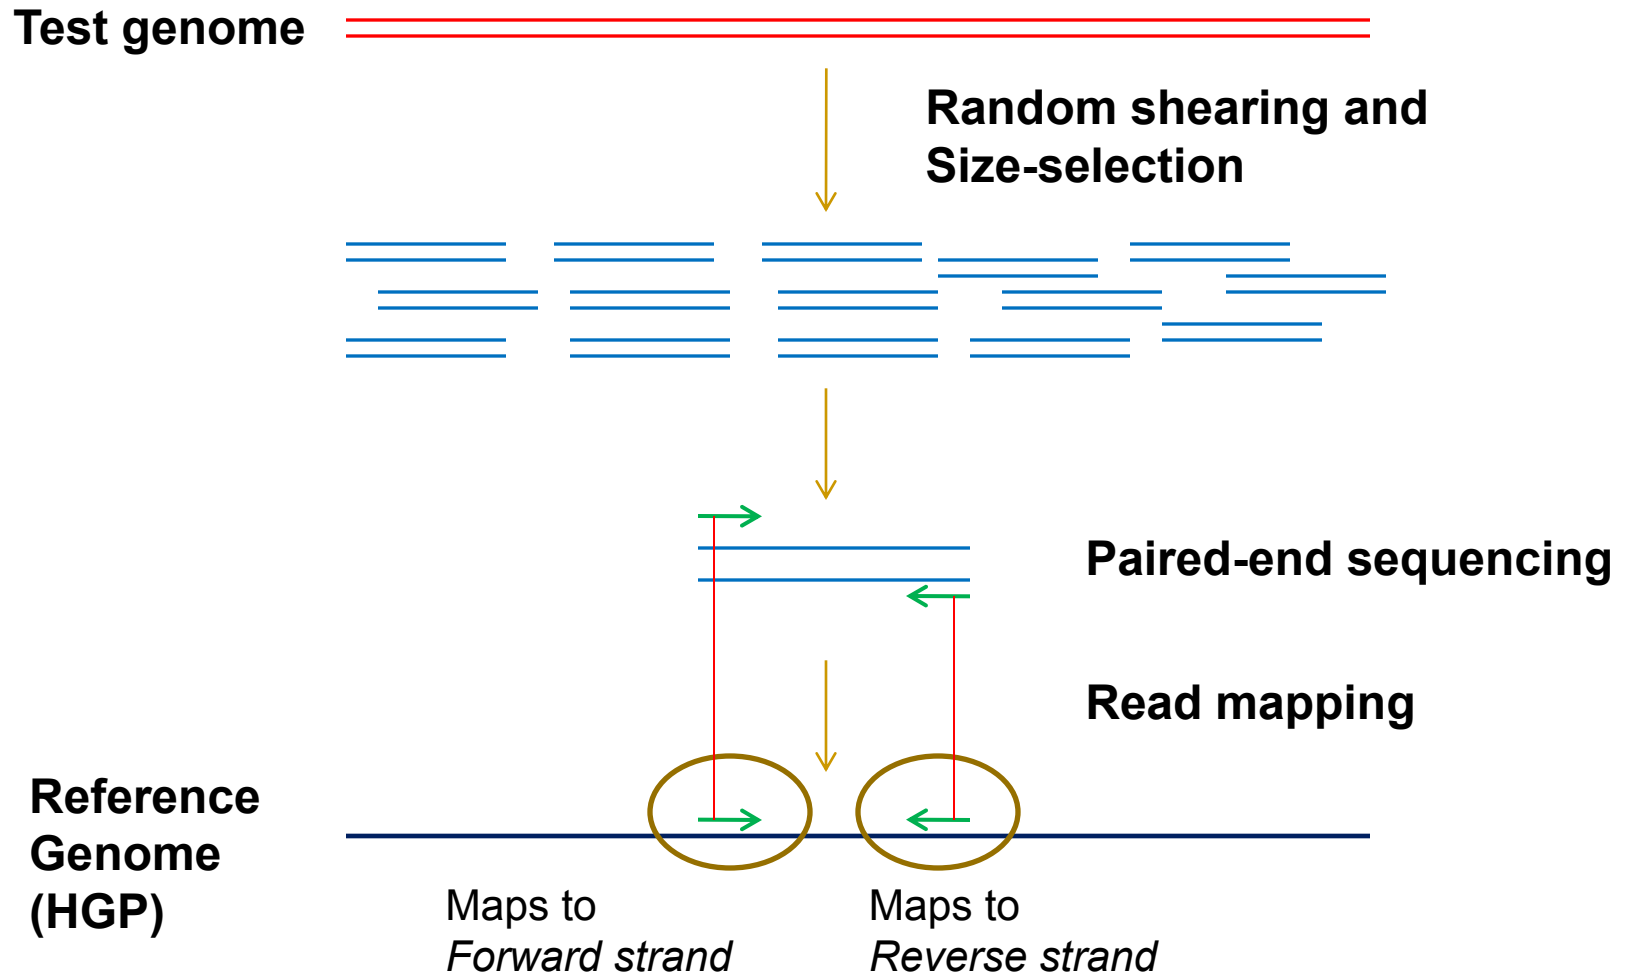 Test genome
Random shearing and
Size-selection
Paired-end sequencing
Read mapping
Reference
Genome
(HGP)
Maps to
Forward strand
Maps to
Reverse strand